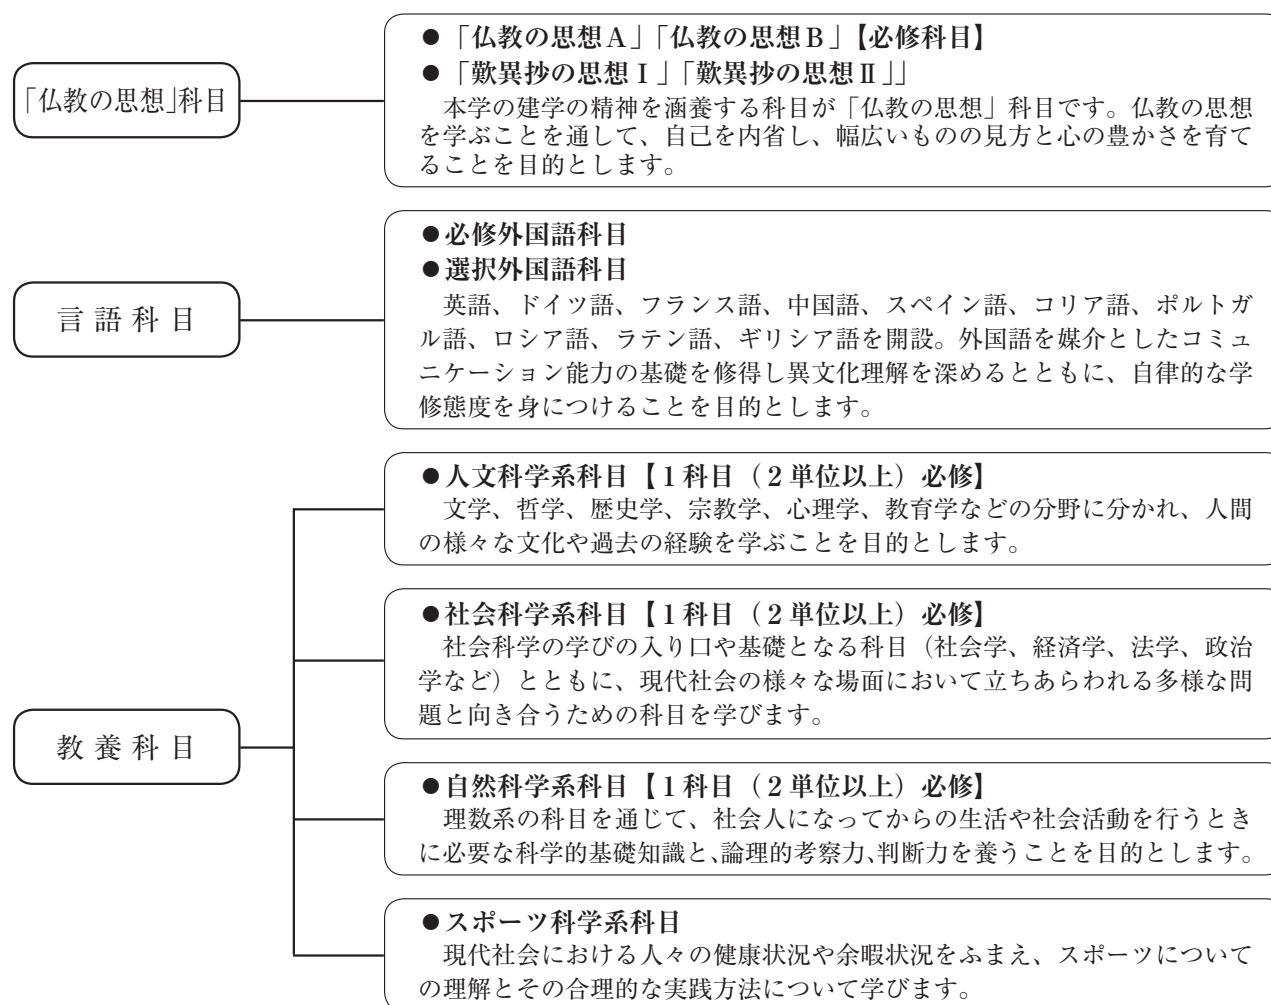 「仏教の思想」科目
●「仏教の思想A」「仏教の思想B」【必修科目】
●「歎異抄の思想Ⅰ」「歎異抄の思想Ⅱ」」
本学の建学の精神を涵養する科目が「仏教の思想」科目です。仏教の思想
を学ぶことを通して、自己を内省し、幅広いものの見方と心の豊かさを育て
ることを目的とします。
言語科目
●必修外国語科目
●選択外国語科目
英語、ドイツ語、フランス語、中国語、スペイン語、コリア語、ポルトガ
ル語、ロシア語、ラテン語、ギリシア語を開設。外国語を媒介としたコミュ
ニケーション能力の基礎を修得し異文化理解を深めるとともに、自律的な学
修態度を身につけることを目的とします。
教養科目
●人文科学系科目【1科目（2単位以上）必修】
文学、哲学、歴史学、宗教学、心理学、教育学などの分野に分かれ、人間
の様々な文化や過去の経験を学ぶことを目的とします。
●社会科学系科目【1科目（2単位以上）必修】
社会科学の学びの入り口や基礎となる科目（社会学、経済学、法学、政治
学など）とともに、現代社会の様々な場面において立ちあらわれる多様な問
題と向き合うための科目を学びます。
●自然科学系科目【1科目（2単位以上）必修】
理数系の科目を通じて、社会人になってからの生活や社会活動を行うとき
に必要な科学的基礎知識と、論理的考察力、判断力を養うことを目的とします。
●スポーツ科学系科目
現代社会における人々の健康状況や余暇状況をふまえ、スポーツについて
の理解とその合理的な実践方法について学びます。